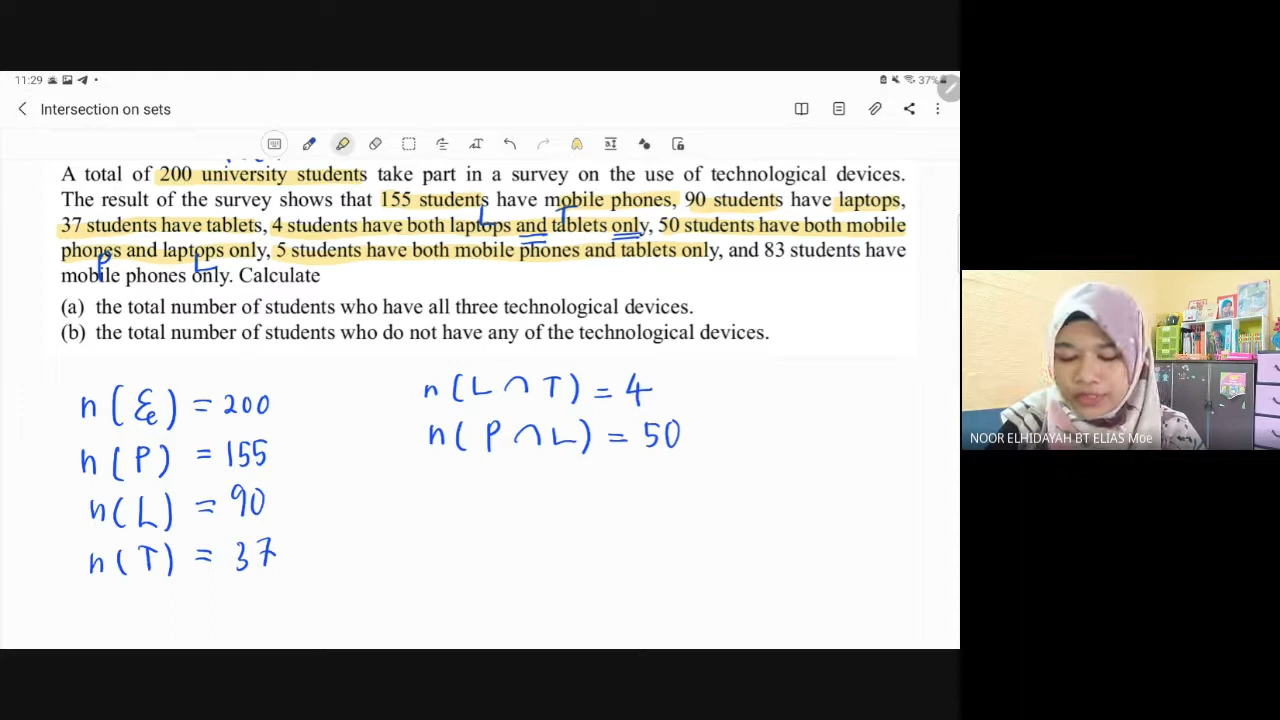 11:29
37%
Intersection on sets
A total of 200 university students take part in a survey on the use of technological devices.
The result of the survey shows that 155 students have mobile phones, 90 students have laptops,
37 students have tablets, 4 students have both laptops and tablets only, 50 students have both mobile
phones and laptops only, 5 students have both mobile phones and tablets only, and 83 students have
mobile phones only. Calculate
L
T
P
L
(a) the total number of students who have all three technological devices.
(b) the total number of students who do not have any of the technological devices.
n(ξ) = 200
n(P) = 155
n(L) = 90
n(T) = 37
n(L ∩ T) = 4
n(P ∩ L) = 50
NOOR ELHIDAYAH BT ELIAS Moe